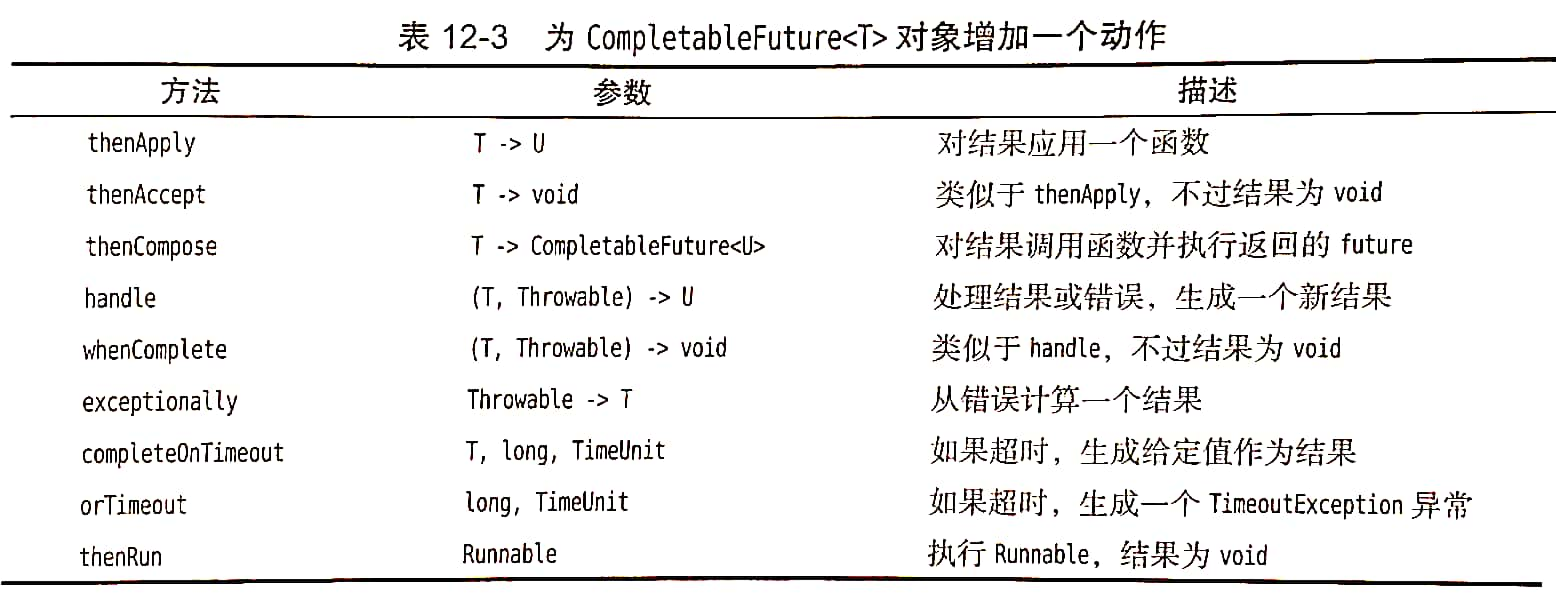 表 12-3 为 CompletableFuture<T> 对象增加一个动作
方法 参数 描述
thenApply T -> U 对结果应用一个函数
thenAccept T -> void 类似于 thenApply，不过结果为 void
thenCompose T -> CompletableFuture<U> 对结果调用函数并执行返回的 future
handle (T, Throwable) -> U 处理结果或错误，生成一个新结果
whenComplete (T, Throwable) -> void 类似于 handle，不过结果为 void
exceptionally Throwable -> T 从错误计算一个结果
completeOnTimeout T, long, TimeUnit 如果超时，生成给定值作为结果
orTimeout long, TimeUnit 如果超时，生成一个 TimeoutException 异常
thenRun Runnable 执行 Runnable，结果为 void